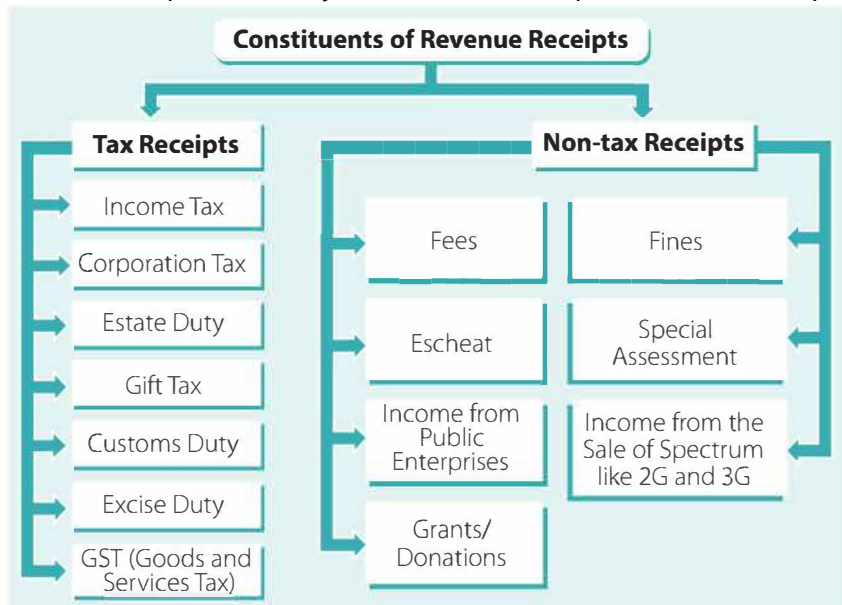 Constituents of Revenue Receipts
Tax Receipts
Income Tax
Corporation Tax
Estate Duty
Gift Tax
Customs Duty
Excise Duty
GST (Goods and
Services Tax)
Non-tax Receipts
Fees
Escheat
Income from
Public
Enterprises
Grants/
Donations
Fines
Special
Assessment
Income from the
Sale of Spectrum
like 2G and 3G